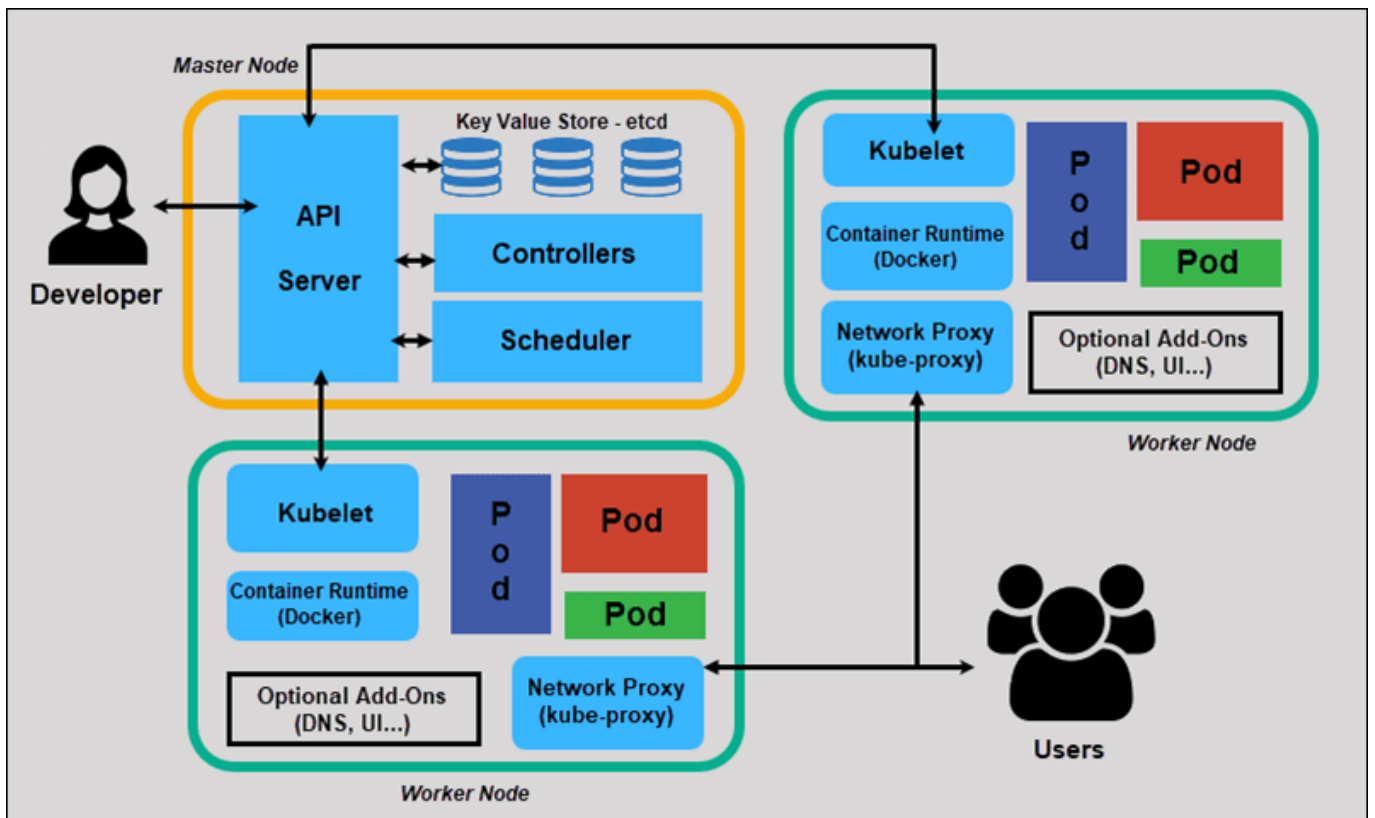 Master Node
Key Value Store - etcd
API
Server
Controllers
Scheduler
Developer
Kubelet
Container Runtime
(Docker)
Network Proxy
(kube-proxy)
P
o
d
Pod
Pod
Optional Add-Ons
(DNS, UI...)
Worker Node
Kubelet
Container Runtime
(Docker)
P
o
d
Pod
Pod
Optional Add-Ons
(DNS, UI...)
Network Proxy
(kube-proxy)
Worker Node
Users